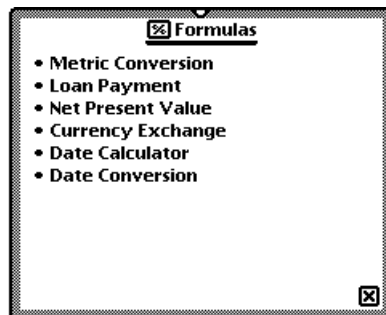 Formulas
• Metric Conversion
• Loan Payment
• Net Present Value
• Currency Exchange
• Date Calculator
• Date Conversion